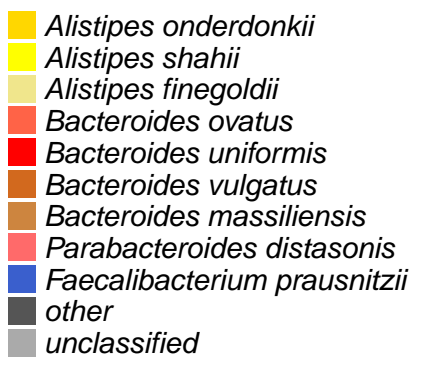 Alistipes onderdonkii
Alistipes shahii
Alistipes finegoldii
Bacteroides ovatus
Bacteroides uniformis
Bacteroides vulgatus
Bacteroides massiliensis
Parabacteroides distasonis
Faecalibacterium prausnitzii
other
unclassified